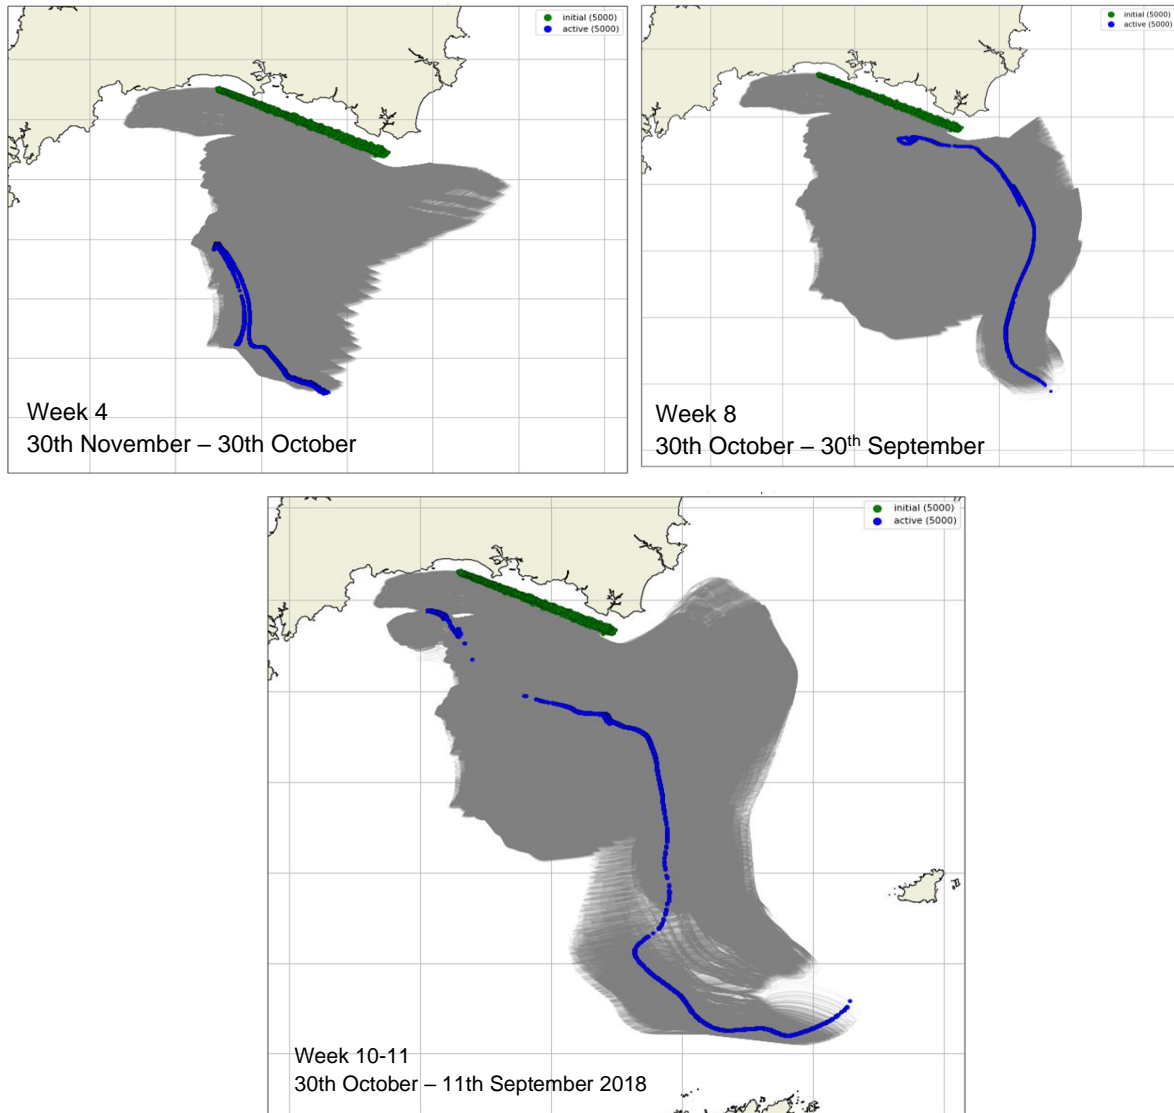 initial (5000)
active (5000)
Week 4
30th November – 30th October
initial (5000)
active (5000)
Week 8
30th October – 30th September
initial (5000)
active (5000)
Week 10-11
30th October – 11th September 2018